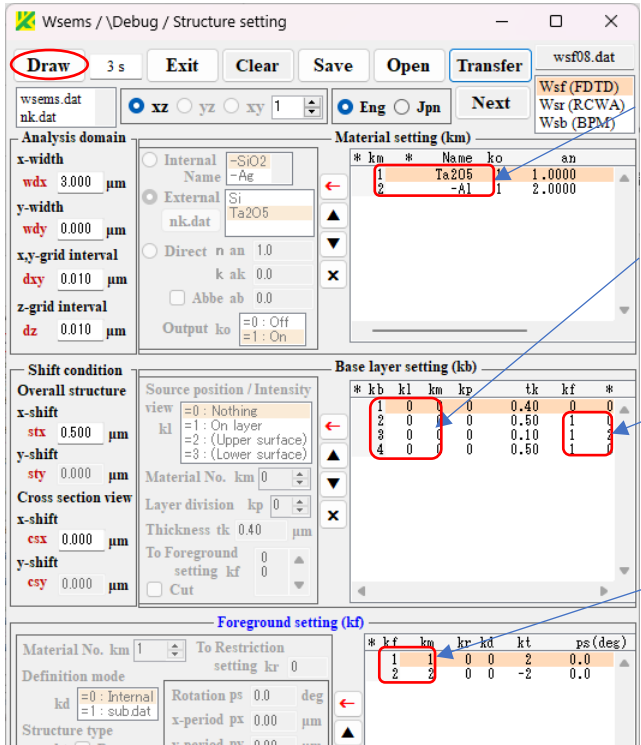 Wsems / \Debug / Structure setting
Draw 3 s Exit Clear Save Open Transfer wsf08.dat
wsems.dat
nk.dat
xz yz xy 1 Eng Jpn Next
Wsf (FDTD)
Wsr (RCWA)
Wsb (BPM)
Analysis domain
x-width
wdx 3.000 μm
y-width
wdy 0.000 μm
x,y-grid interval
dxy 0.010 μm
z-grid interval
dz 0.010 μm
Internal Name
-SiO2
-Ag
External
nk.dat
Si
Ta2O5
Direct n an 1.0
k ak 0.0
Abbe ab 0.0
Output ko
=0 : Off
=1 : On
Material setting (km)
* km * Name ko an
1 Ta2O5 1 1.0000
2 -Al 1 2.0000
Shift condition
Overall structure
x-shift
stx 0.500 μm
y-shift
sty 0.000 μm
Cross section view
x-shift
csx 0.000 μm
y-shift
csy 0.000 μm
Source position / Intensity
view
kl
=0 : Nothing
=1 : On layer
=2 : (Upper surface)
=3 : (Lower surface)
Material No. km 0
Layer division kp 0
Thickness tk 0.40 μm
To Foreground setting kf 0
0
Cut
Base layer setting (kb)
* kb kl km kp tk kf *
1 0 0 0 0.40 0 0
2 0 0 0 0.50 1 0
3 0 0 0 0.10 1 2
4 0 0 0 0.50 1 0
Foreground setting (kf)
Material No. km 1
To Restriction setting kr 0
Definition mode
kd
=0 : Internal
=1 : sub.dat
Structure type
Rotation ps 0.0 deg
x-period px 0.00 μm
* kf km kr kd kt ps(deg)
1 1 0 0 2 0.0
2 2 0 0 -2 0.0